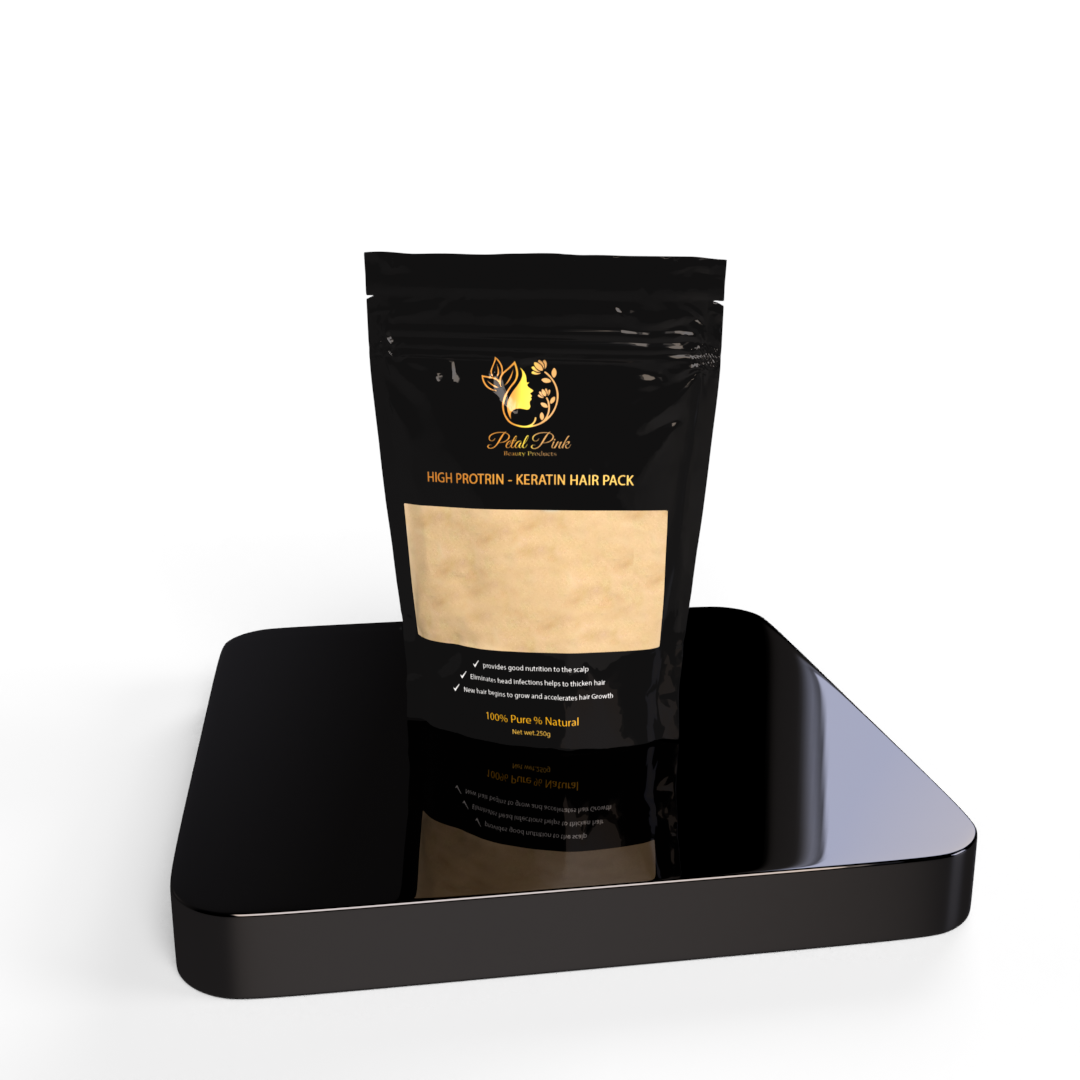 Petal Pink
Beauty Products
HIGH PROTRIN - KERATIN HAIR PACK
✓ provides good nutrition to the scalp
✓ Eliminates head infections helps to thicken hair
✓ New hair begins to grow and accelerates hair Growth
100% Pure % Natural
Net wet.250g